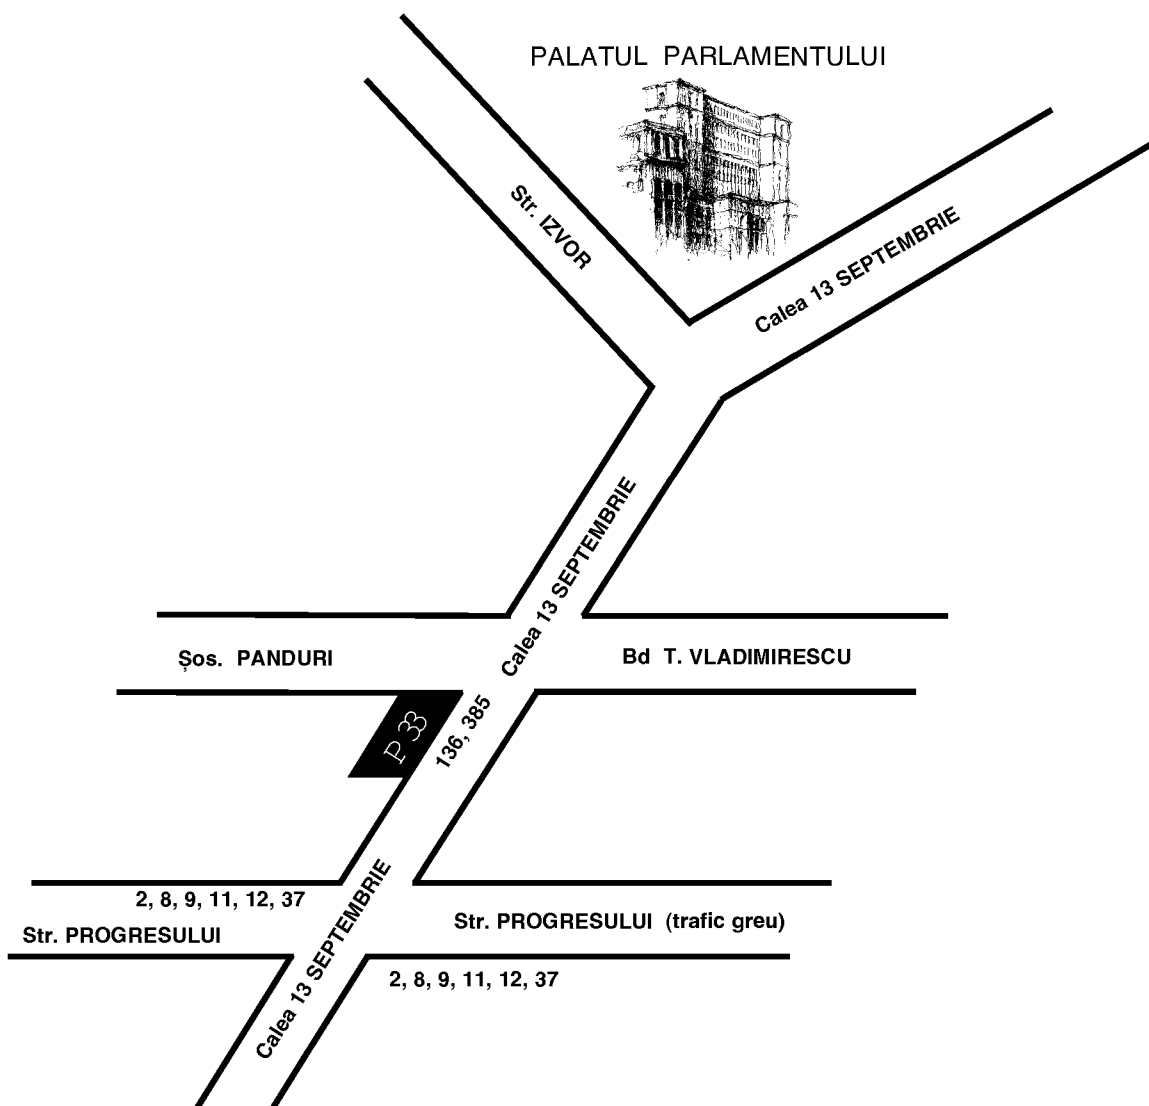 PALATUL PARLAMENTULUI
Str. IZVOR
Calea 13 SEPTEMBRIE
Calea 13 SEPTEMBRIE
Șos. PANDURI
Bd T. VLADIMIRESCU
P 33
136, 385
2, 8, 9, 11, 12, 37
Str. PROGRESULUI
Calea 13 SEPTEMBRIE
Str. PROGRESULUI (trafic greu)
2, 8, 9, 11, 12, 37